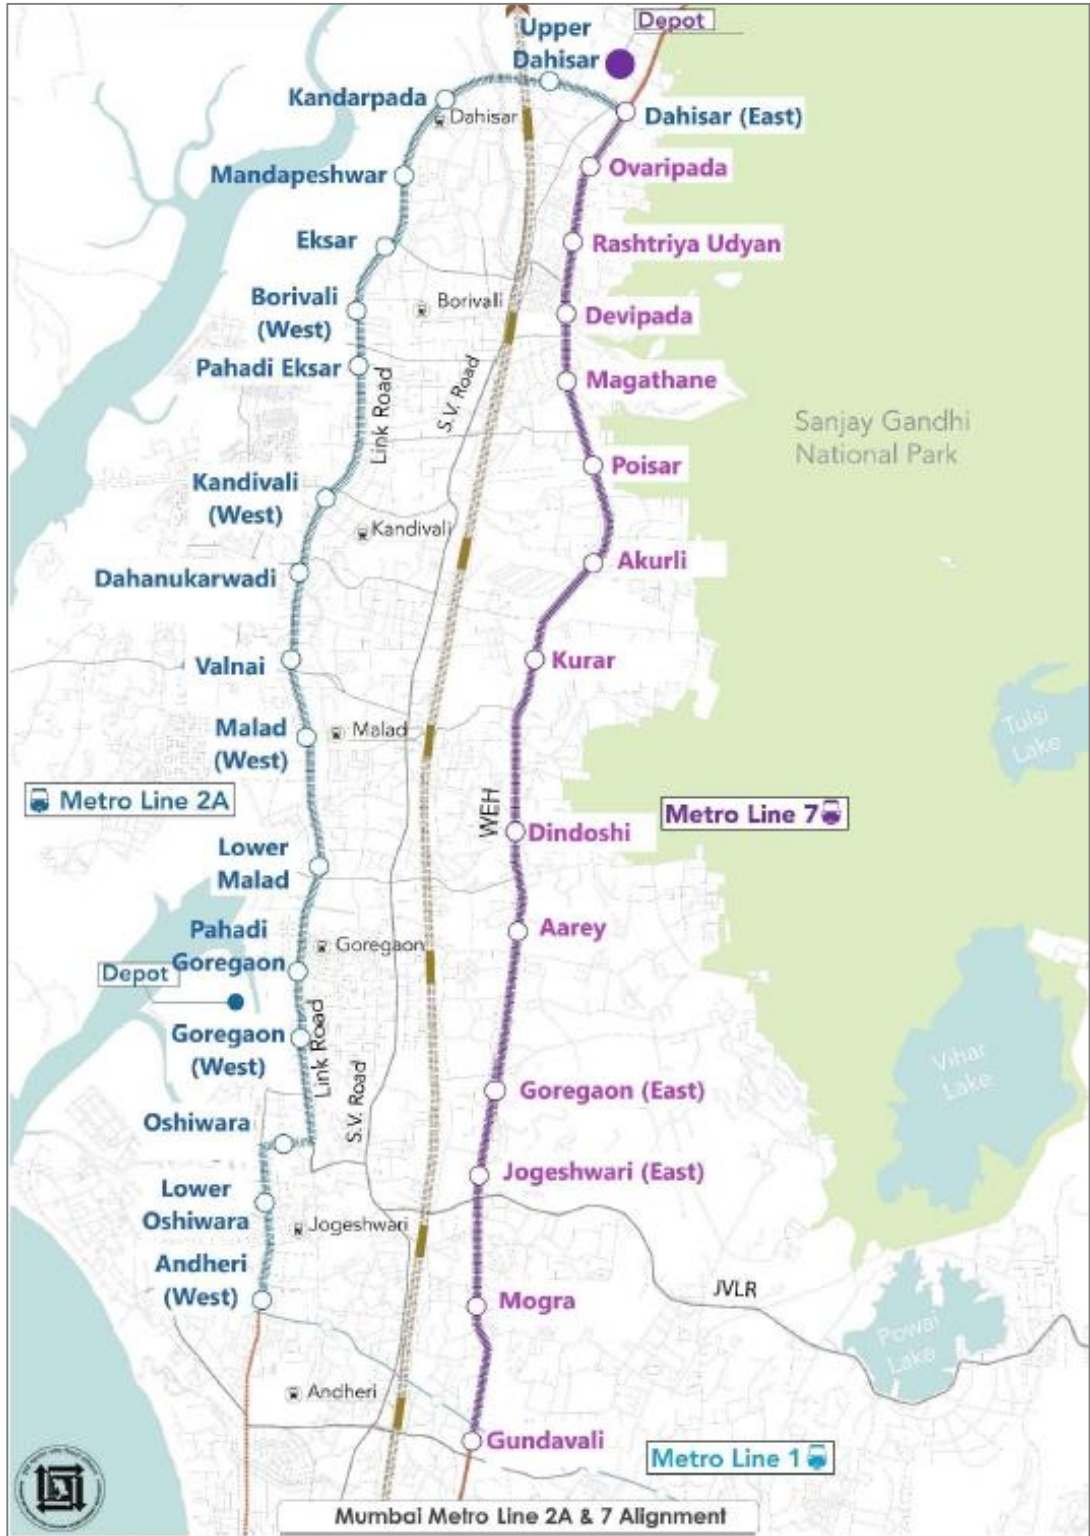 Depot
Upper
Dahisar
Kandarpada
Dahisar
Dahisar (East)
Mandapeshwar
Ovaripada
Eksar
Rashtriya Udyan
Borivali
(West)
Borivali
Devipada
Pahadi Eksar
Link Road
S.V. Road
Magathane
Sanjay Gandhi
National Park
Poisar
Kandivali
(West)
Kandivali
Akurli
Dahanukarwadi
Valnai
Kurar
Malad
(West)
Malad
Tulsi
Lake
Metro Line 2A
WEH
Metro Line 7
Dindoshi
Lower
Malad
Pahadi
Goregaon
Goregaon
Aarey
Depot
Goregaon
(West)
Link Road
S.V. Road
Vihar
Lake
Goregaon (East)
Oshiwara
Jogeshwari (East)
Lower
Oshiwara
Jogeshwari
Andheri
(West)
Mogra
JVLR
Powai
Lake
Andheri
Gundavali
Metro Line 1
Mumbai Metro Line 2A & 7 Alignment